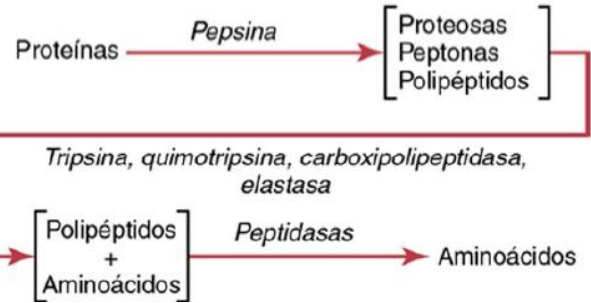 Proteínas
Pepsina
Proteosas
Peptonas
Polipéptidos
Tripsina, quimotripsina, carboxipolipeptidasa,
elastasa
Polipéptidos
+
Aminoácidos
Peptidasas
Aminoácidos